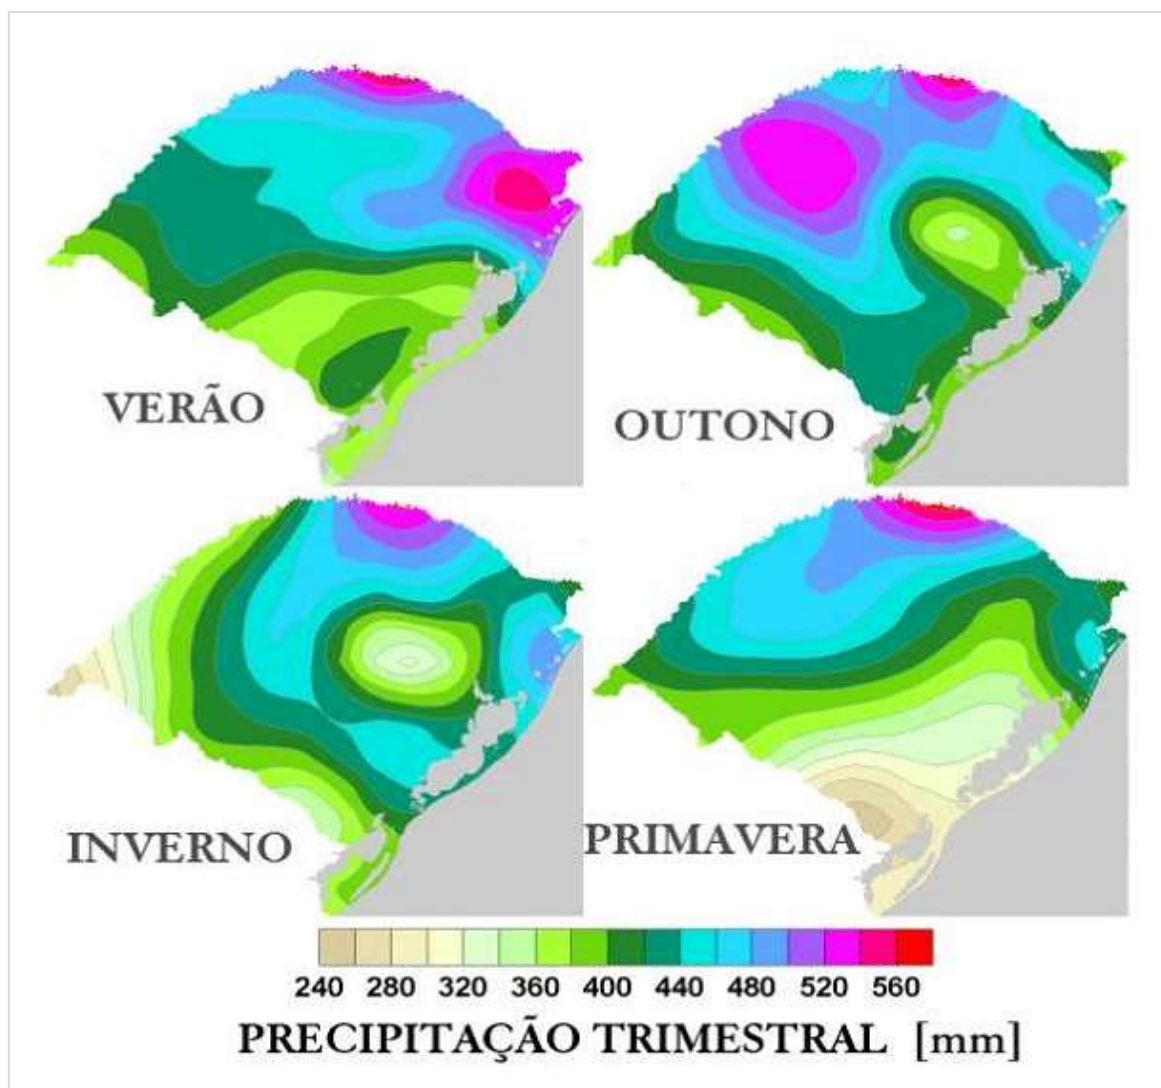 VERÃO
OUTONO
INVERNO
PRIMAVERA
240 280 320 360 400 440 480 520 560
PRECIPITAÇÃO TRIMESTRAL [mm]